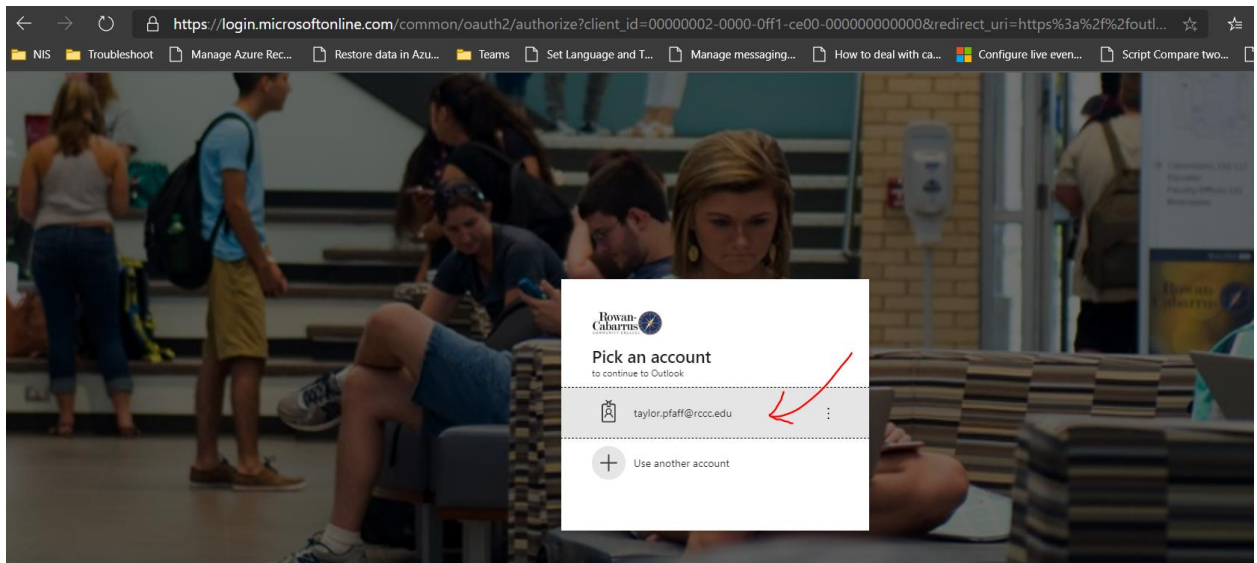 https://login.microsoftonline.com/common/oauth2/authorize?client_id=00000002-0000-0ff1-ce00-000000000000&redirect_uri=https%3a%2f%2foutl...
NIS Troubleshoot Manage Azure Rec... Restore data in Azu... Teams Set Language and T... Manage messaging... How to deal with ca... Configure live even... Script Compare two...
Rowan-
Cabarrus
COMMUNITY COLLEGE
Pick an account
to continue to Outlook
taylor.pfaff@rccc.edu
Use another account
Rowan-
Cabarrus